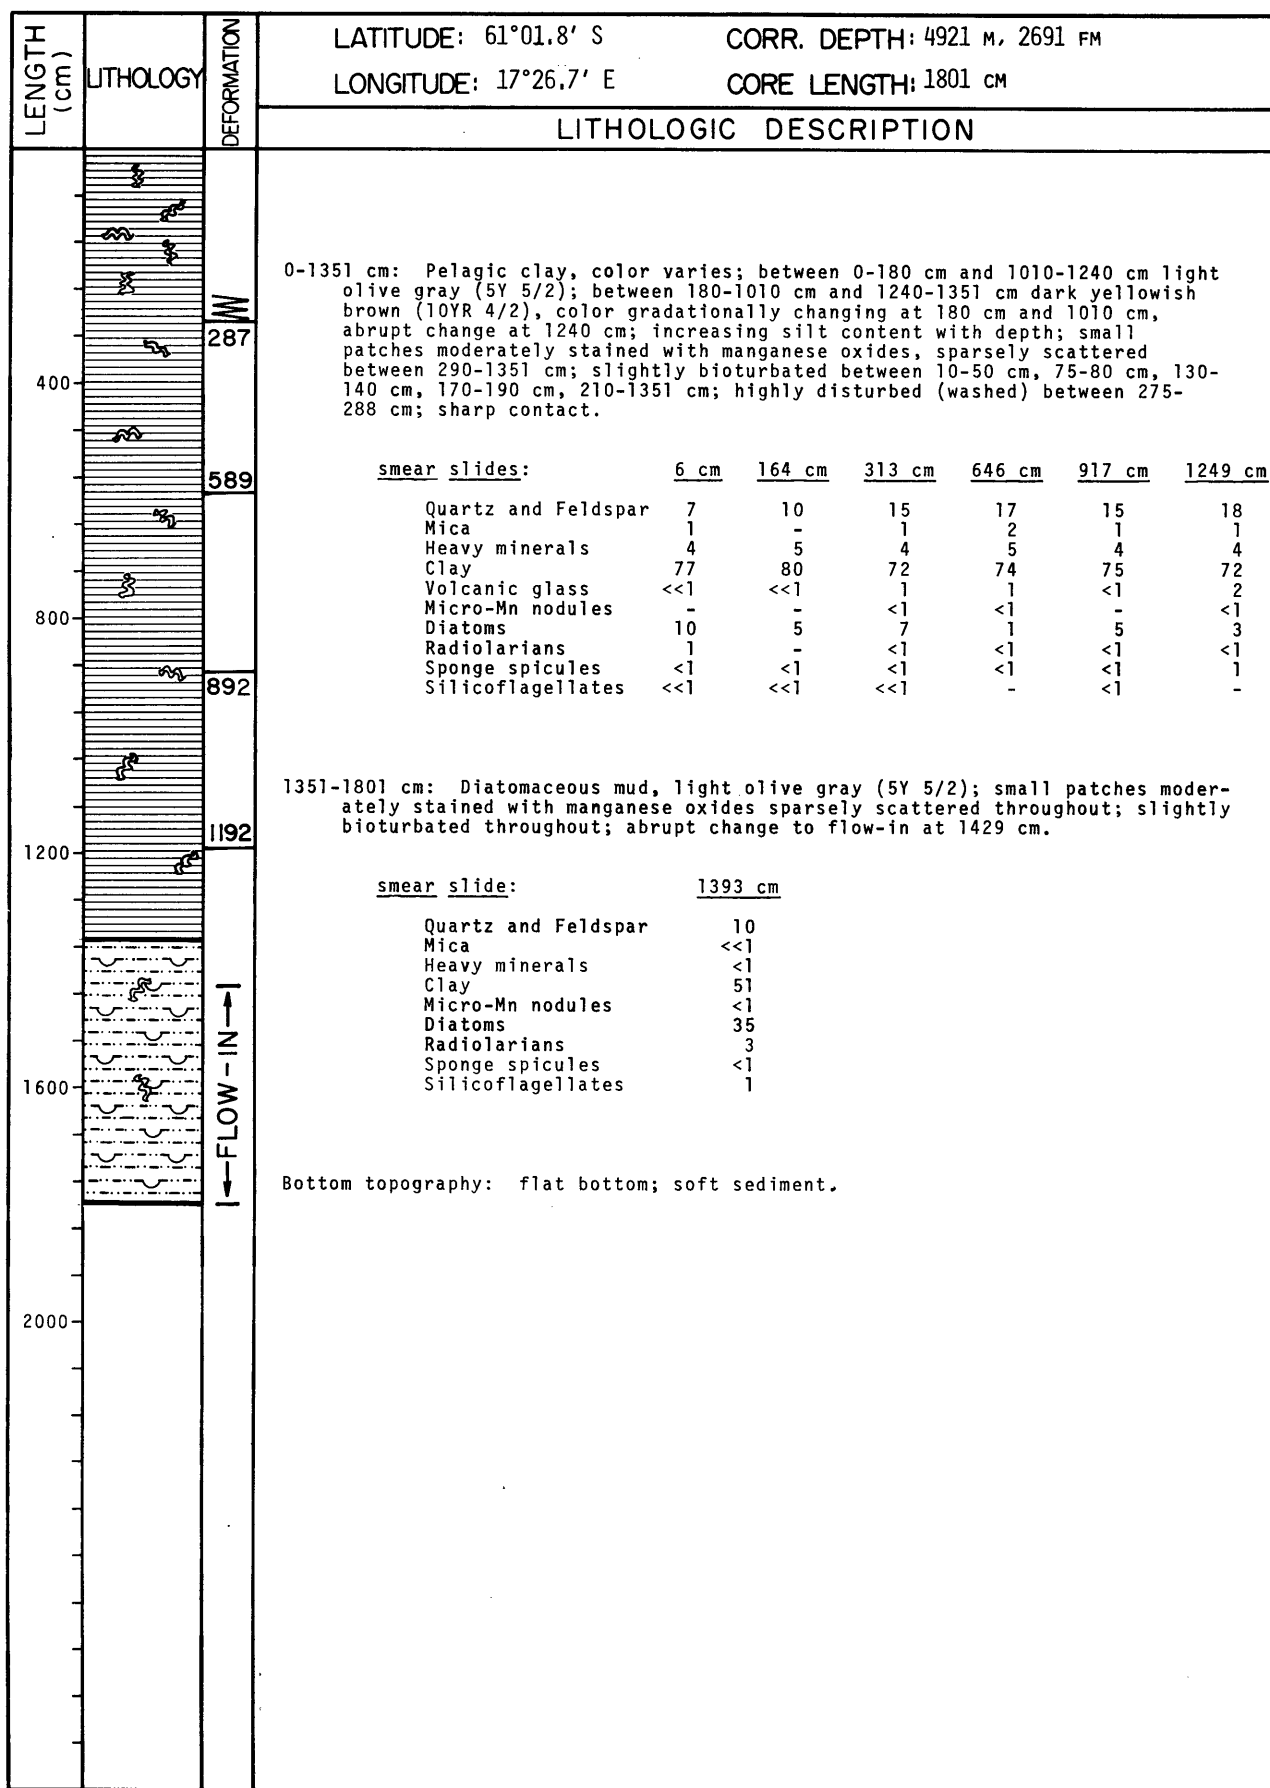 LENGTH (cm)
LITHOLOGY
DEFORMATION
LATITUDE: 61°01.8' S CORR. DEPTH: 4921 M, 2691 FM
LONGITUDE: 17°26.7' E CORE LENGTH: 1801 CM
LITHOLOGIC DESCRIPTION
0-1351 cm: Pelagic clay, color varies; between 0-180 cm and 1010-1240 cm light
olive gray (5Y 5/2); between 180-1010 cm and 1240-1351 cm dark yellowish
brown (10YR 4/2), color gradationally changing at 180 cm and 1010 cm,
abrupt change at 1240 cm; increasing silt content with depth; small
patches moderately stained with manganese oxides, sparsely scattered
between 290-1351 cm; slightly bioturbated between 10-50 cm, 75-80 cm, 130-
140 cm, 170-190 cm, 210-1351 cm; highly disturbed (washed) between 275-
288 cm; sharp contact.
287
400
589
smear slides: 6 cm 164 cm 313 cm 646 cm 917 cm 1249 cm
Quartz and Feldspar 7 10 15 17 15 18
Mica 1 - 1 2 1 1
Heavy minerals 4 5 4 5 4 4
Clay 77 80 72 74 75 72
Volcanic glass <<1 <<1 1 1 <1 2
Micro-Mn nodules - - <1 <1 - <1
Diatoms 10 5 7 1 5 3
Radiolarians 1 - <1 <1 <1 <1
Sponge spicules <1 <1 <1 <1 <1 1
Silicoflagellates <<1 <<1 <<1 - <1 -
800
892
1351-1801 cm: Diatomaceous mud, light olive gray (5Y 5/2); small patches moder-
ately stained with manganese oxides sparsely scattered throughout; slightly
bioturbated throughout; abrupt change to flow-in at 1429 cm.
1192
1200
smear slide: 1393 cm
Quartz and Feldspar 10
Mica <<1
Heavy minerals <1
Clay 51
Micro-Mn nodules <1
Diatoms 35
Radiolarians 3
Sponge spicules <1
Silicoflagellates 1
FLOW-IN
1600
Bottom topography: flat bottom; soft sediment.
2000